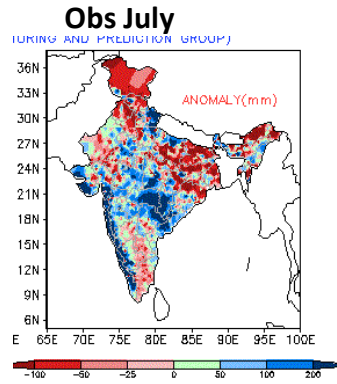 Obs July
TURING AND PREDICTION GROUP)
ANOMALY(mm)
36N
33N
30N
27N
24N
21N
18N
15N
12N
9N
6N
E 65E 70E 75E 80E 85E 90E 95E 100E
-100 -50 -25 0 50 100 200